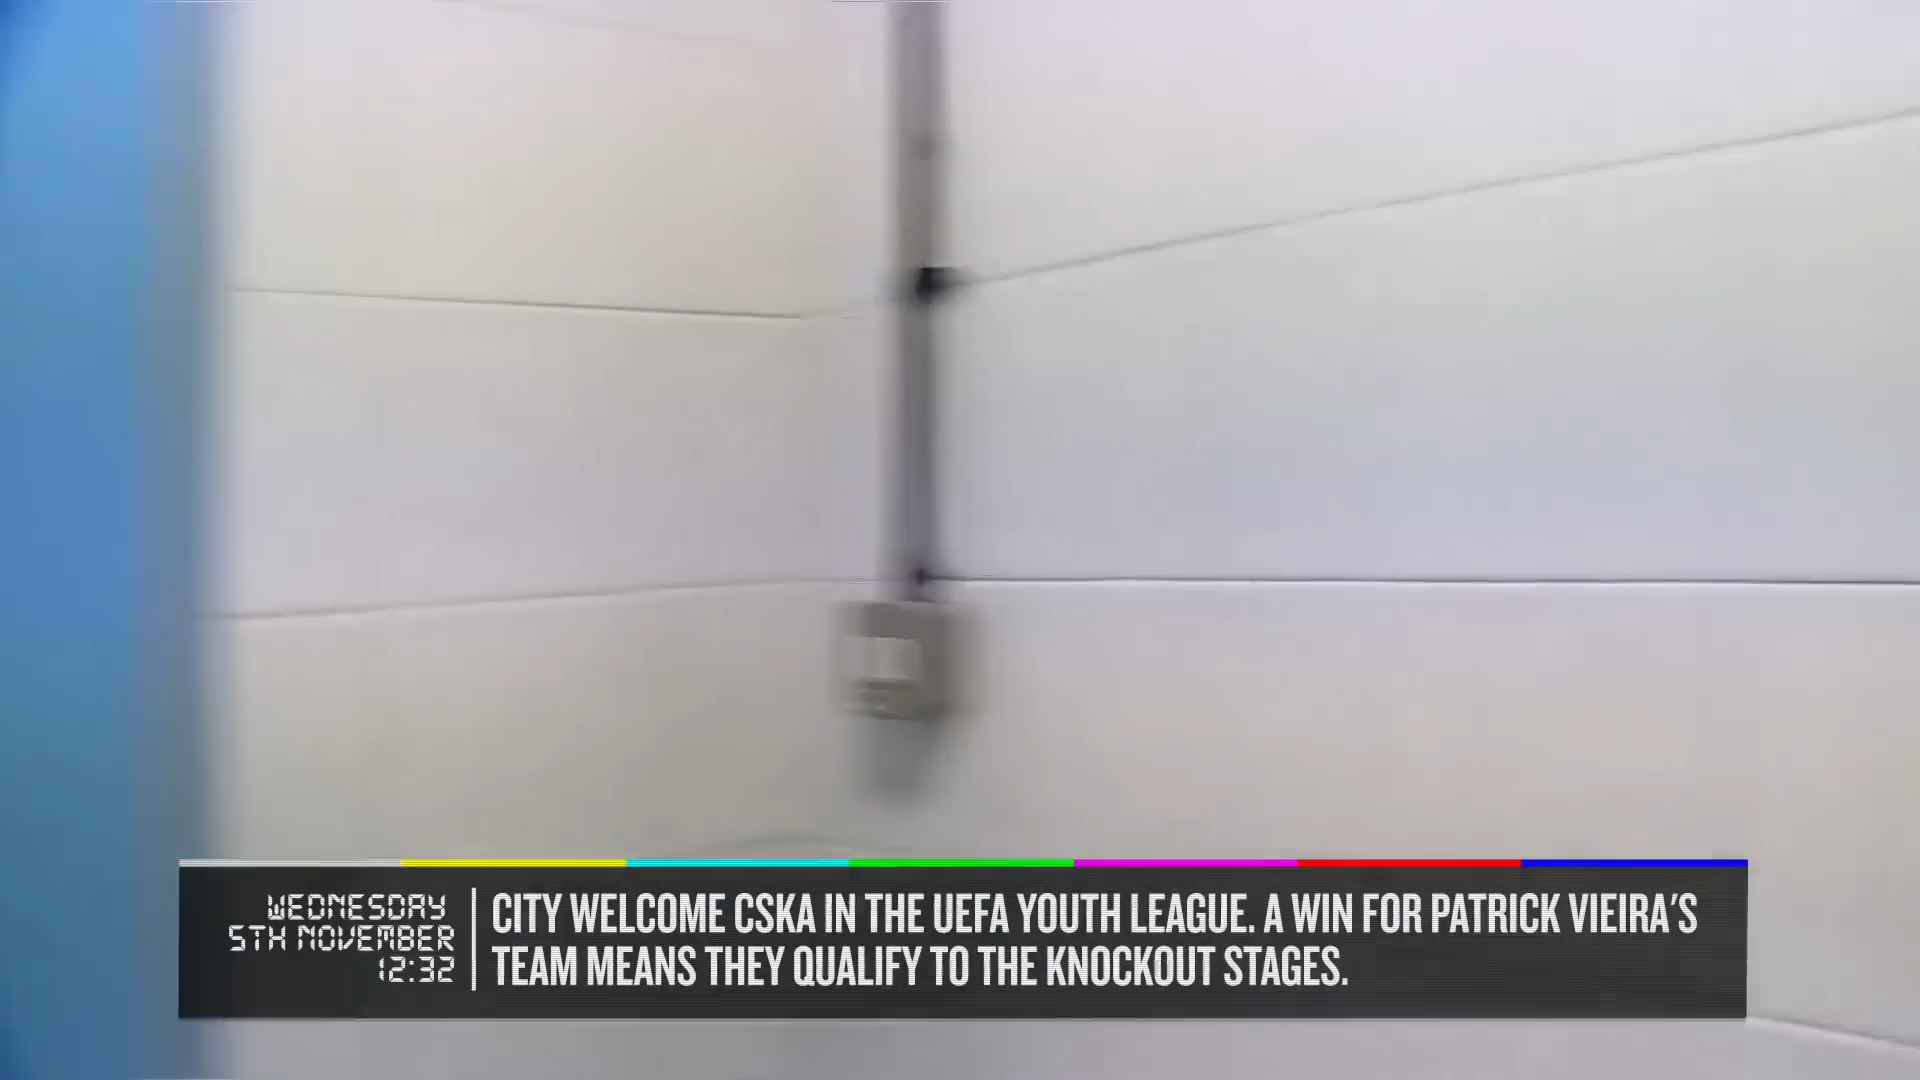 WEDNESDAY
5TH NOVEMBER
12:32
CITY WELCOME CSKA IN THE UEFA YOUTH LEAGUE. A WIN FOR PATRICK VIEIRA'S
TEAM MEANS THEY QUALIFY TO THE KNOCKOUT STAGES.